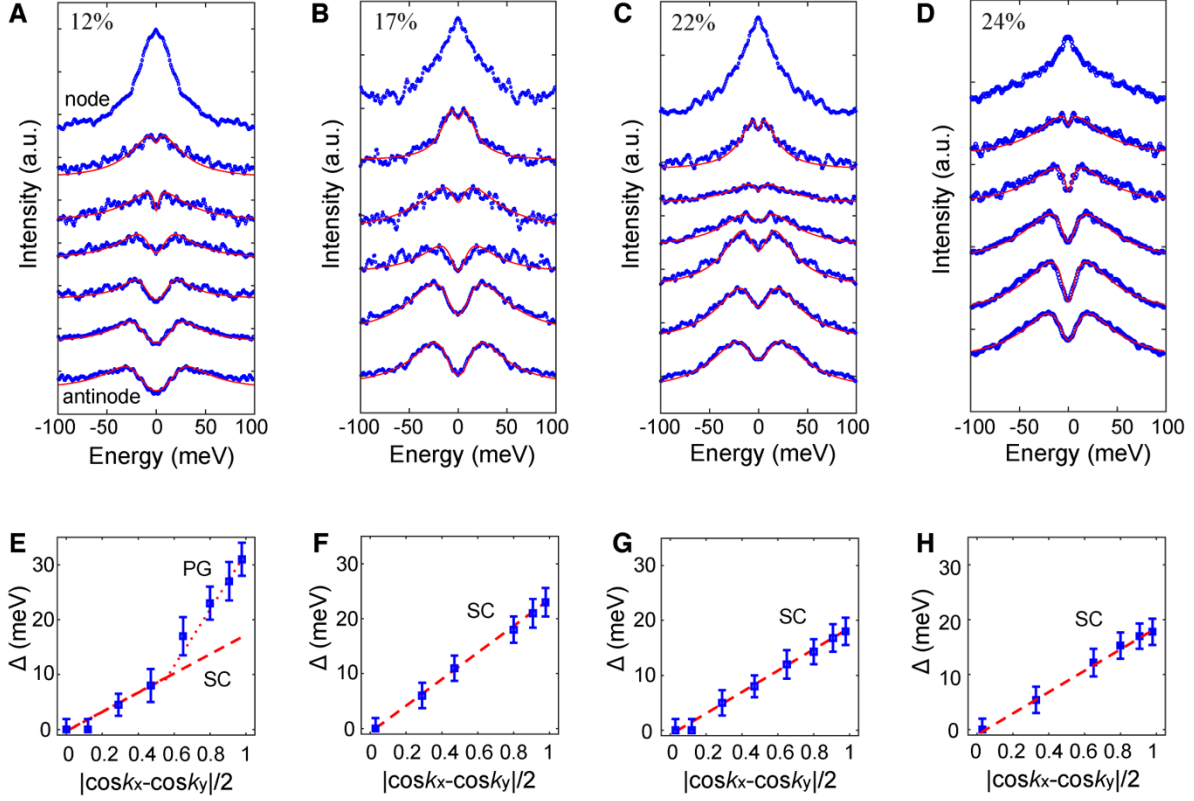 A
12%
Intensity (a.u.)
node
antinode
-100 -50 0 50 100
Energy (meV)
B
17%
Intensity (a.u.)
-100 -50 0 50 100
Energy (meV)
C
22%
Intensity (a.u.)
-100 -50 0 50 100
Energy (meV)
D
24%
Intensity (a.u.)
-100 -50 0 50 100
Energy (meV)
E
30
20
10
0
Δ (meV)
PG
SC
0 0.2 0.4 0.6 0.8 1
|coskx-cosky|/2
F
30
20
10
0
Δ (meV)
SC
0 0.2 0.4 0.6 0.8 1
|coskx-cosky|/2
G
30
20
10
0
Δ (meV)
SC
0 0.2 0.4 0.6 0.8 1
|coskx-cosky|/2
H
30
20
10
0
Δ (meV)
SC
0 0.2 0.4 0.6 0.8 1
|coskx-cosky|/2